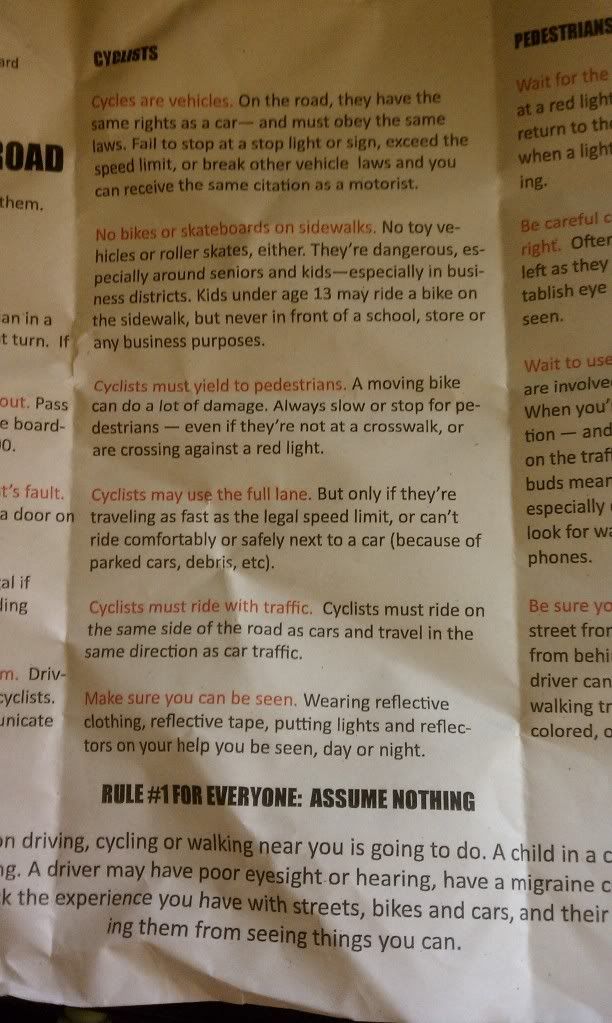 ard
ROAD
them.
an in a
t turn. If
out. Pass
e board-
0.
t's fault.
a door on
al if
ding
m. Driv-
cyclists.
unicate
CYCLISTS
Cycles are vehicles. On the road, they have the
same rights as a car— and must obey the same
laws. Fail to stop at a stop light or sign, exceed the
speed limit, or break other vehicle laws and you
can receive the same citation as a motorist.
No bikes or skateboards on sidewalks. No toy ve-
hicles or roller skates, either. They're dangerous, es-
pecially around seniors and kids—especially in busi-
ness districts. Kids under age 13 may ride a bike on
the sidewalk, but never in front of a school, store or
any business purposes.
Cyclists must yield to pedestrians. A moving bike
can do a lot of damage. Always slow or stop for pe-
destrians — even if they're not at a crosswalk, or
are crossing against a red light.
Cyclists may use the full lane. But only if they're
traveling as fast as the legal speed limit, or can't
ride comfortably or safely next to a car (because of
parked cars, debris, etc).
Cyclists must ride with traffic. Cyclists must ride on
the same side of the road as cars and travel in the
same direction as car traffic.
Make sure you can be seen. Wearing reflective
clothing, reflective tape, putting lights and reflec-
tors on your help you be seen, day or night.
PEDESTRIANS
Wait for the
at a red light
return to the
when a light
ing.
Be careful c
right. Often
left as they
tablish eye
seen.
Wait to use
are involve
When you'
tion — and
on the traf
buds mean
especially
look for wa
phones.
Be sure yo
street fror
from behi
driver can
walking tr
colored, o
RULE #1 FOR EVERYONE: ASSUME NOTHING
on driving, cycling or walking near you is going to do. A child in a c
ng. A driver may have poor eyesight or hearing, have a migraine c
k the experience you have with streets, bikes and cars, and their
ing them from seeing things you can.